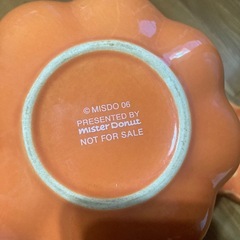 © MISDO 06
PRESENTED BY
mister Donut
NOT FOR SALE